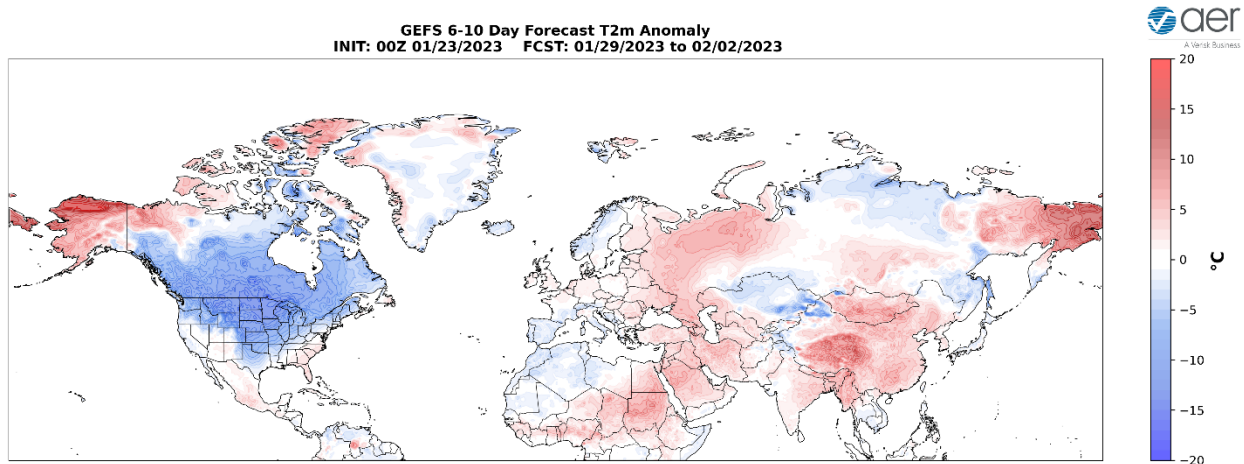 GEFS 6-10 Day Forecast T2m Anomaly
INIT: 00Z 01/23/2023 FCST: 01/29/2023 to 02/02/2023
aer
A Verisk Business
20
15
10
5
0
−5
−10
−15
−20
°C